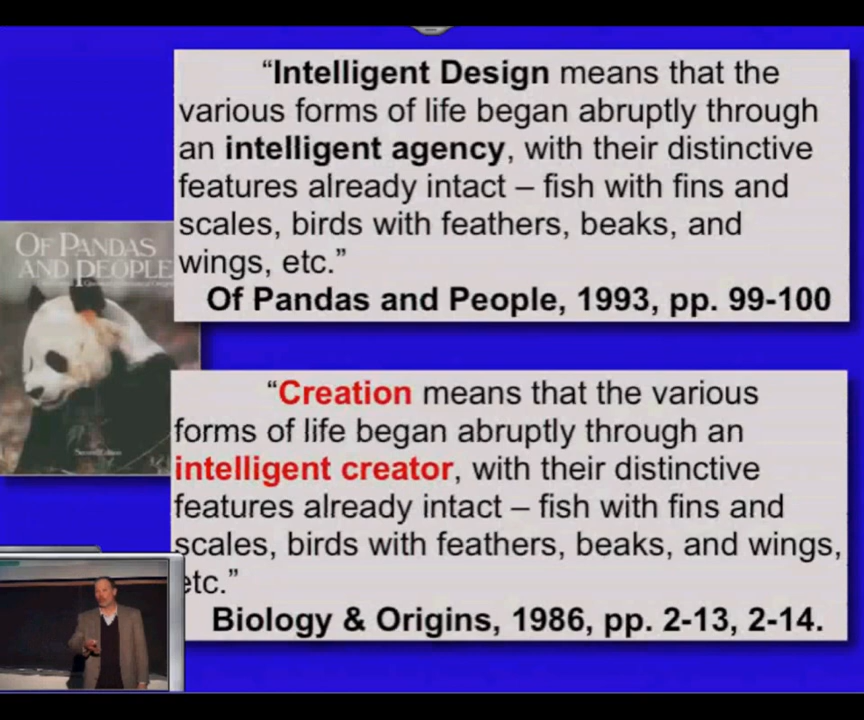 “Intelligent Design means that the
various forms of life began abruptly through
an intelligent agency, with their distinctive
features already intact – fish with fins and
scales, birds with feathers, beaks, and
wings, etc.”
Of Pandas and People, 1993, pp. 99-100
OF PANDAS
AND PEOPLE
“Creation means that the various
forms of life began abruptly through an
intelligent creator, with their distinctive
features already intact – fish with fins and
scales, birds with feathers, beaks, and wings,
etc.”
Biology & Origins, 1986, pp. 2-13, 2-14.